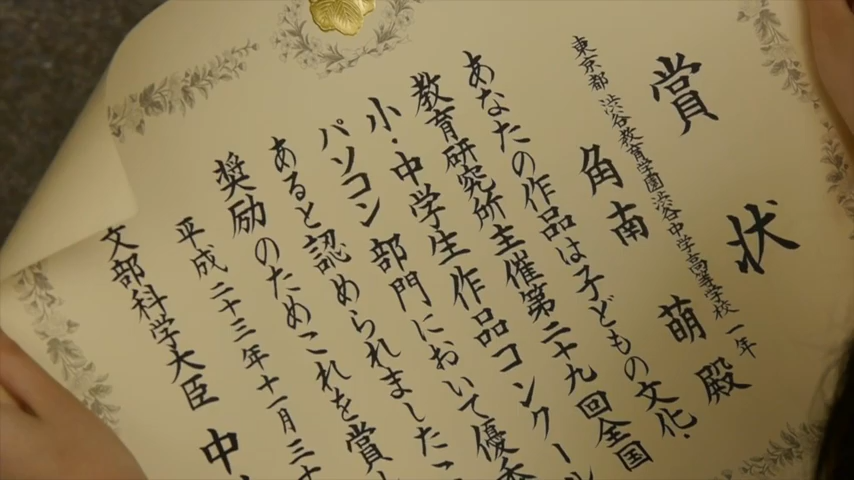 賞状
東京都 渋谷教育学園渋谷中学高等学校 一年
角南 萌 殿
あなたの作品は子どもの文化・
教育研究所主催第二十九回全国
小・中学生作品コンクール
パソコン部門において優秀
あると認められましたこ
奨励のためこれを賞
平成二十三年十一月三十
文部科学大臣 中